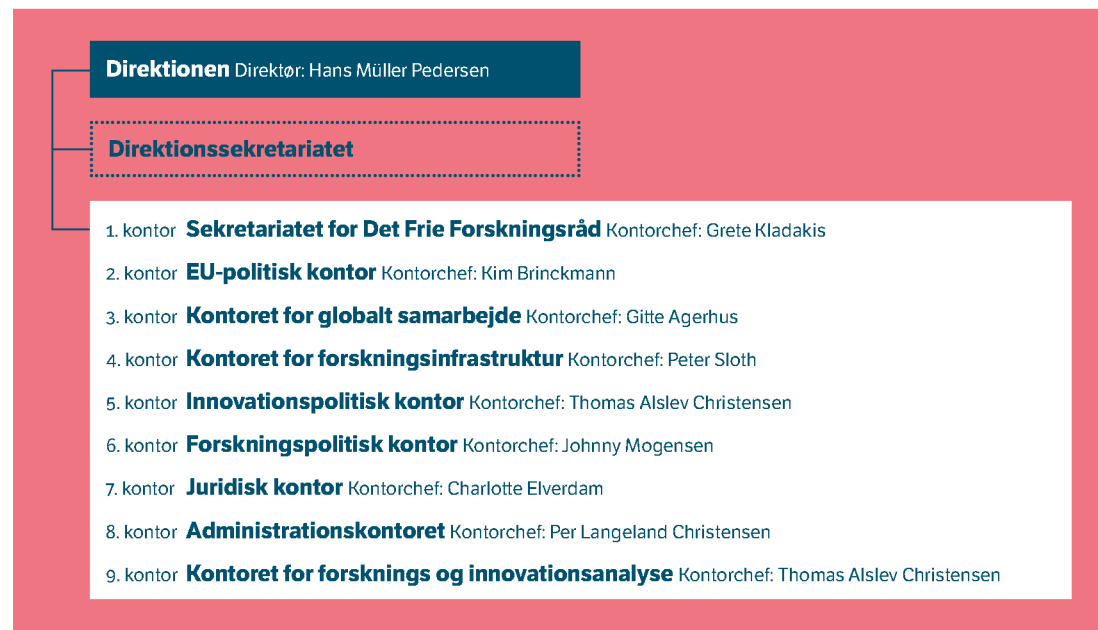 Direktionen Direktør: Hans Müller Pedersen
Direktionssekretariatet
1. kontor Sekretariatet for Det Frie Forskningsråd Kontorchef: Grete Kladakis
2. kontor EU-politisk kontor Kontorchef: Kim Brinckmann
3. kontor Kontoret for globalt samarbejde Kontorchef: Gitte Agerhus
4. kontor Kontoret for forskningsinfrastruktur Kontorchef: Peter Sloth
5. kontor Innovationspolitisk kontor Kontorchef: Thomas Alslev Christensen
6. kontor Forskningspolitisk kontor Kontorchef: Johnny Mogensen
7. kontor Juridisk kontor Kontorchef: Charlotte Elverdam
8. kontor Administrationskontoret Kontorchef: Per Langeland Christensen
9. kontor Kontoret for forsknings og innovationsanalyse Kontorchef: Thomas Alslev Christensen